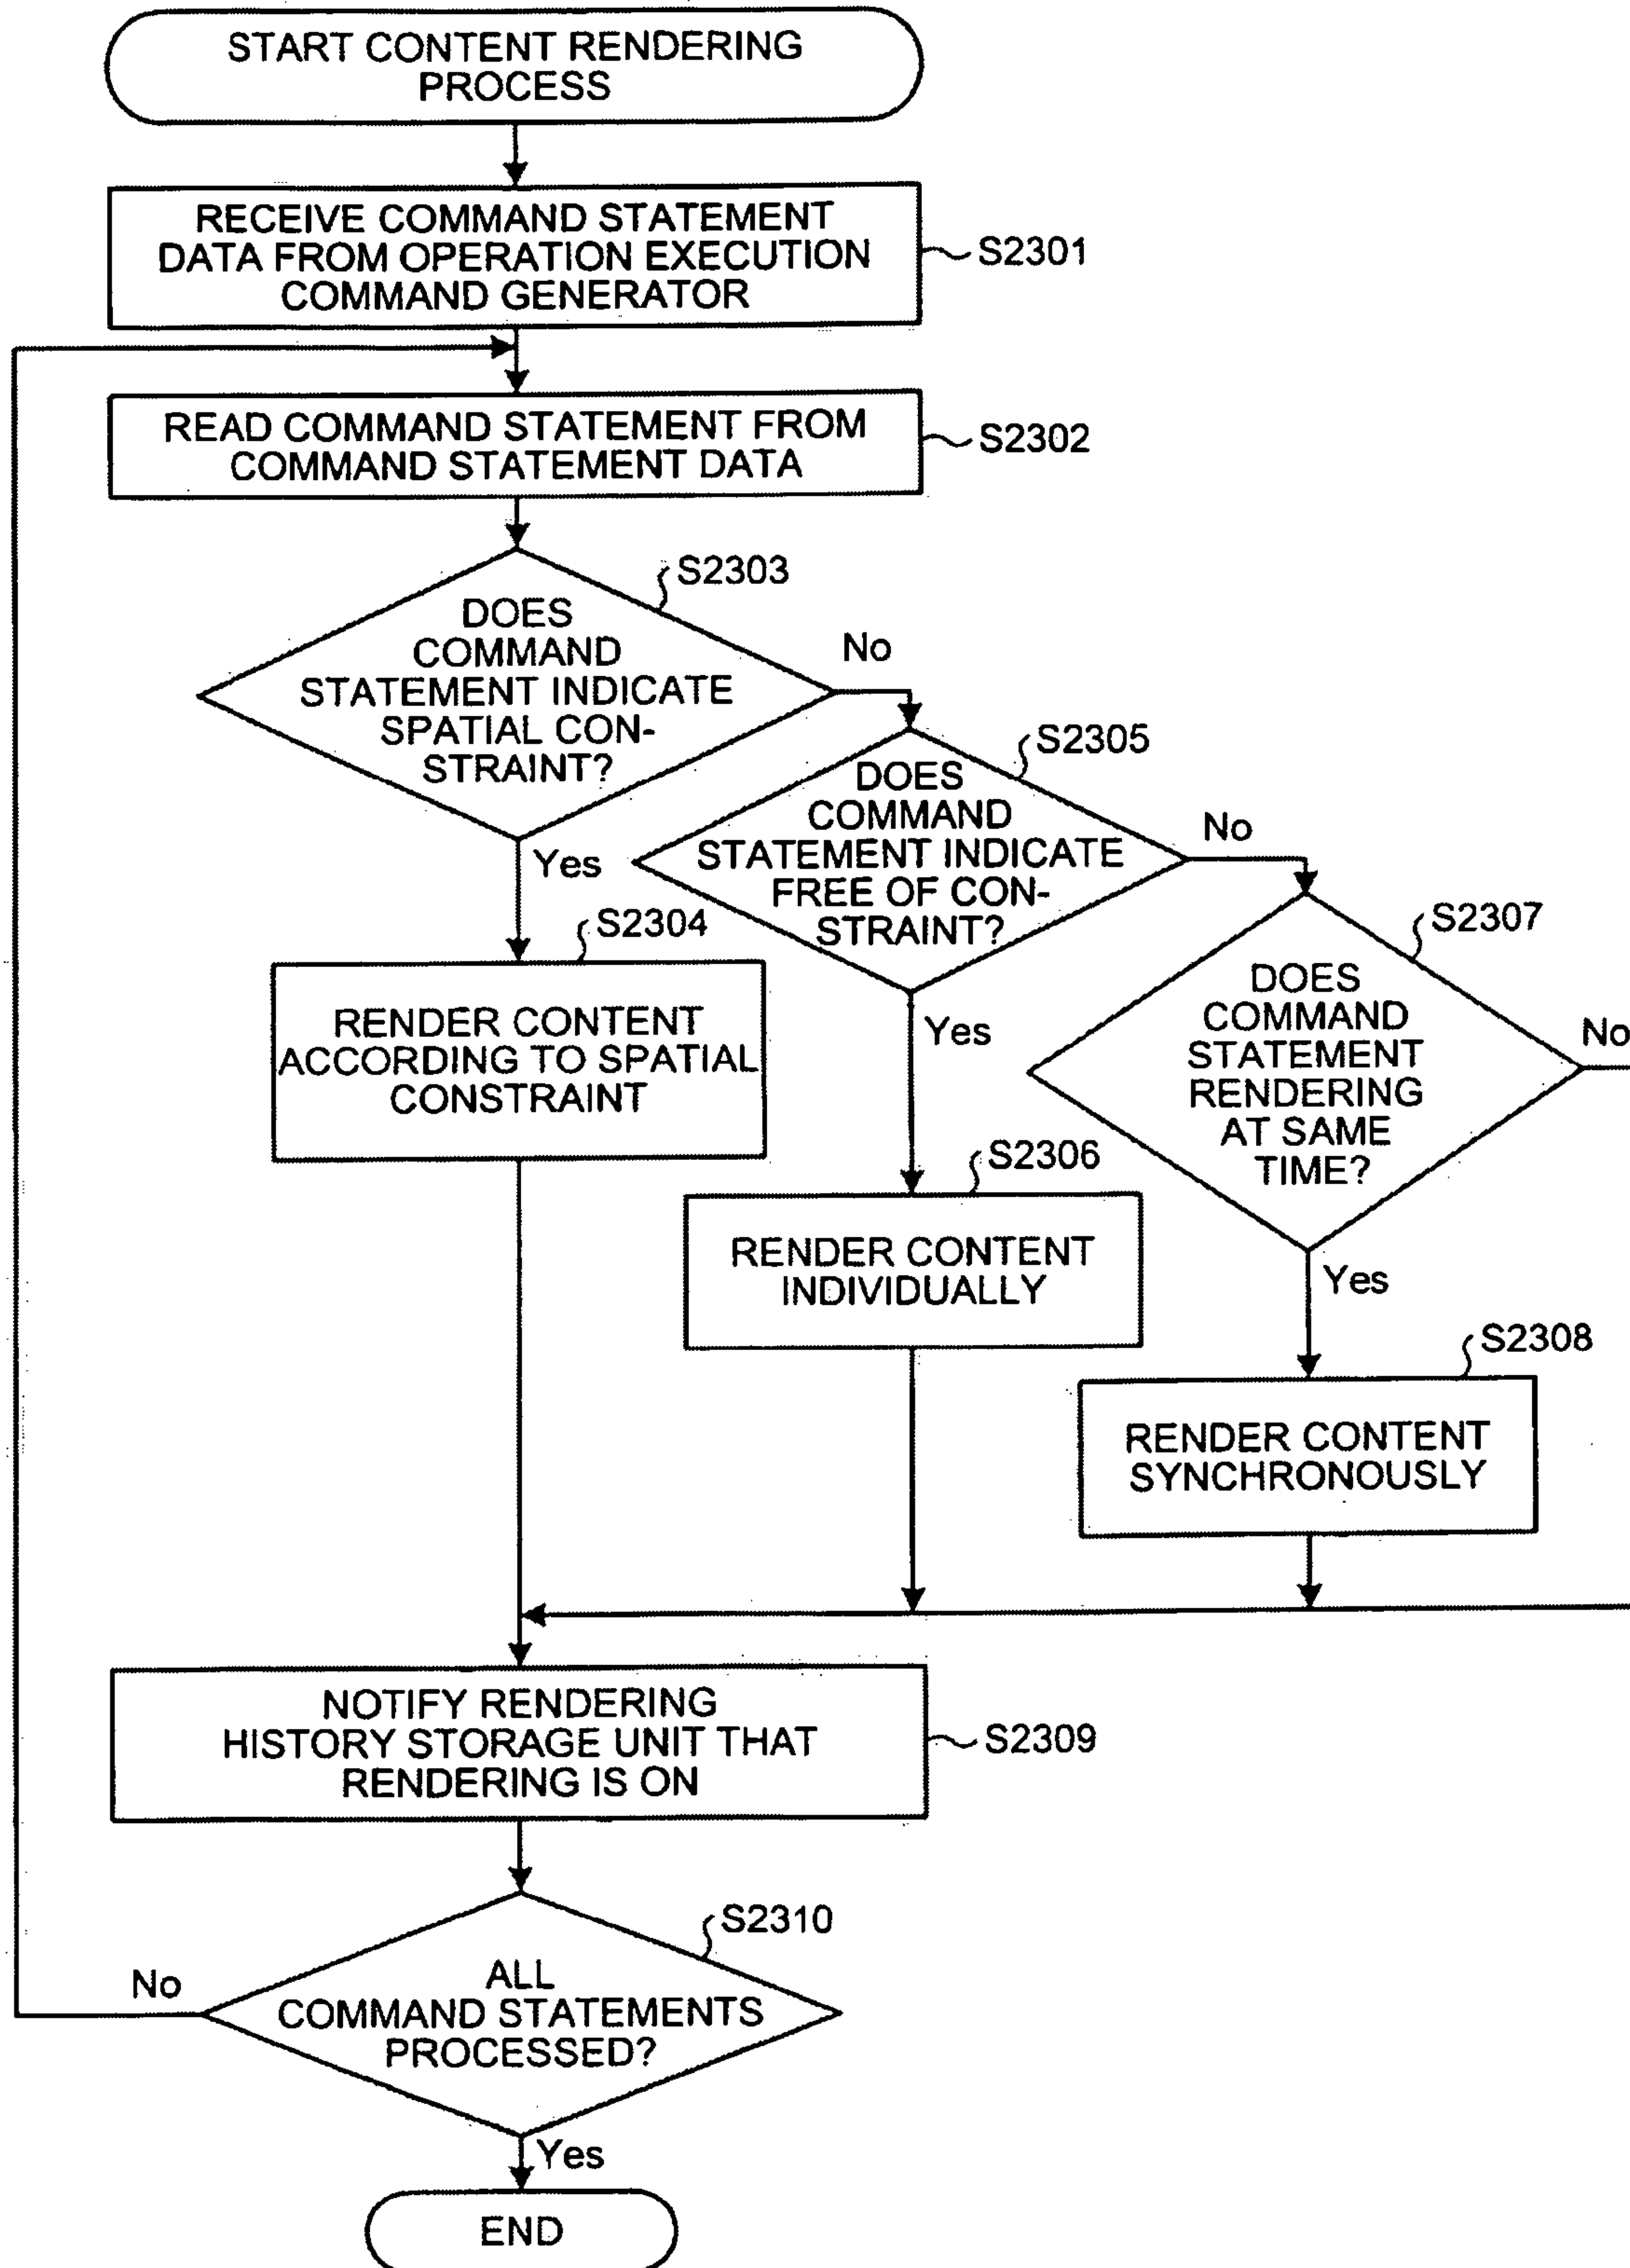 START CONTENT RENDERING
PROCESS
RECEIVE COMMAND STATEMENT
DATA FROM OPERATION EXECUTION
COMMAND GENERATOR
S2301
READ COMMAND STATEMENT FROM
COMMAND STATEMENT DATA
S2302
S2303
DOES
COMMAND
STATEMENT INDICATE
SPATIAL CON-
STRAINT?
No
Yes
S2305
DOES
COMMAND
STATEMENT INDICATE
FREE OF CON-
STRAINT?
No
Yes
S2304
RENDER CONTENT
ACCORDING TO SPATIAL
CONSTRAINT
S2307
DOES
COMMAND
STATEMENT
RENDERING
AT SAME
TIME?
No
Yes
S2306
RENDER CONTENT
INDIVIDUALLY
S2308
RENDER CONTENT
SYNCHRONOUSLY
NOTIFY RENDERING
HISTORY STORAGE UNIT THAT
RENDERING IS ON
S2309
S2310
ALL
COMMAND STATEMENTS
PROCESSED?
No
Yes
END